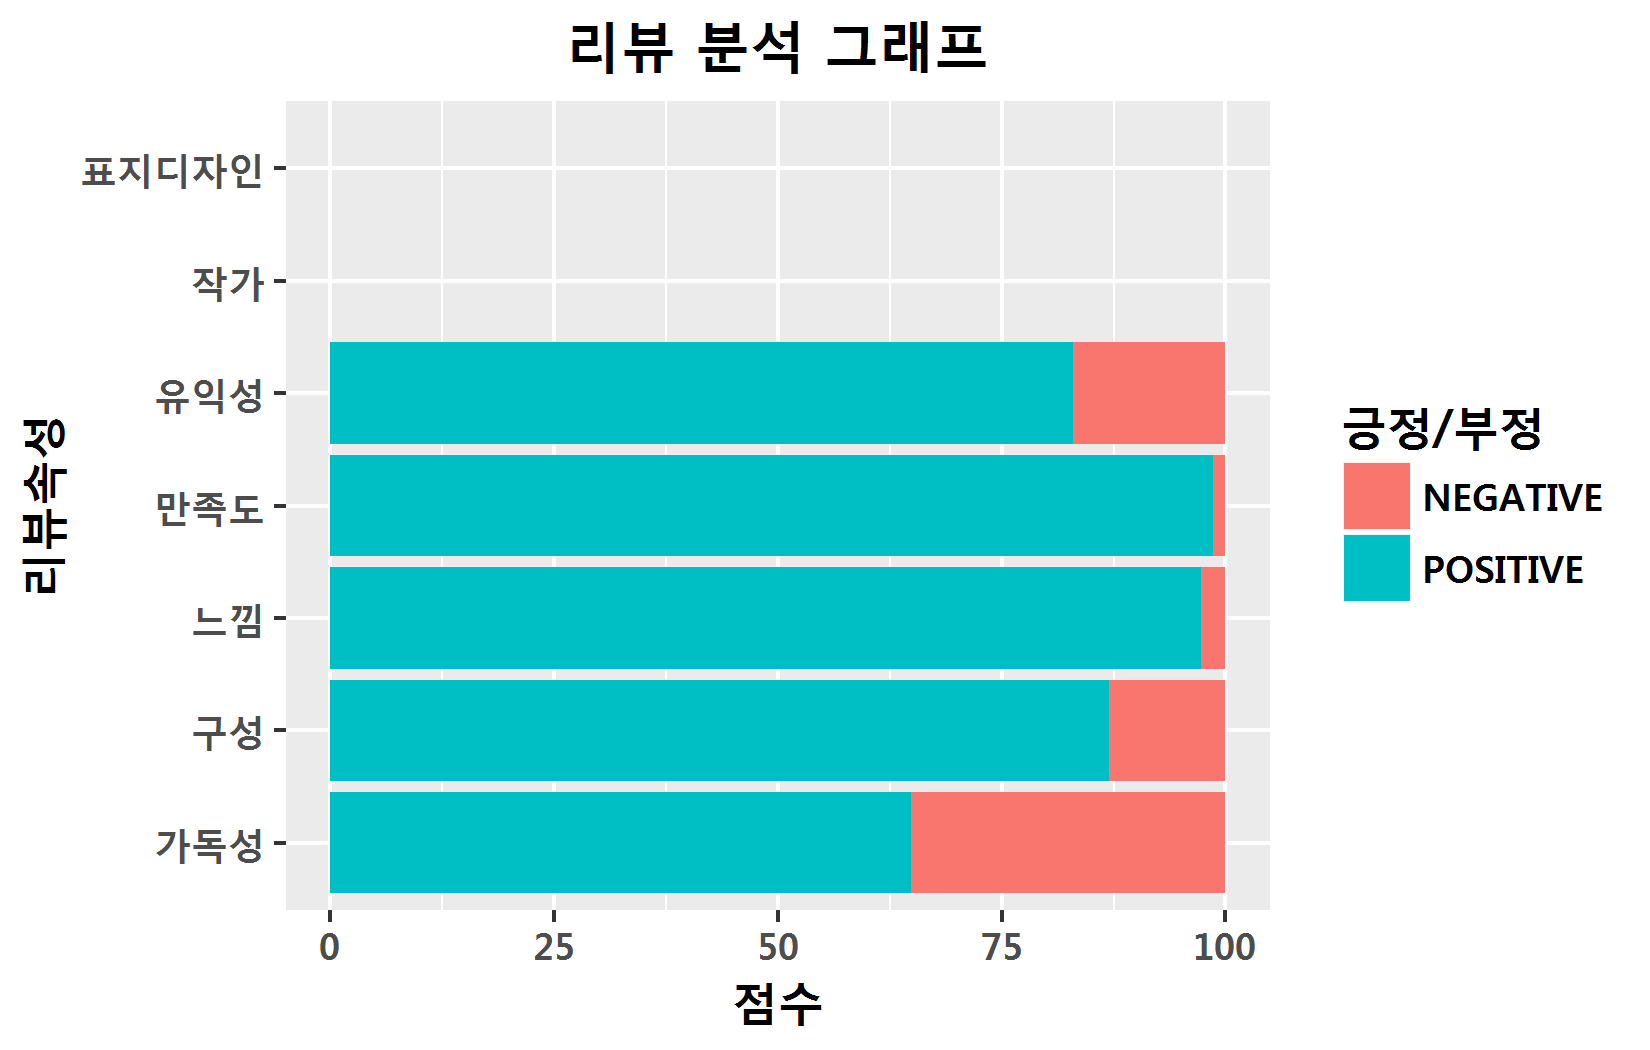 리뷰 분석 그래프
리뷰속성
표지디자인
작가
유익성
만족도
느낌
구성
가독성
0 25 50 75 100
점수
긍정/부정
NEGATIVE
POSITIVE